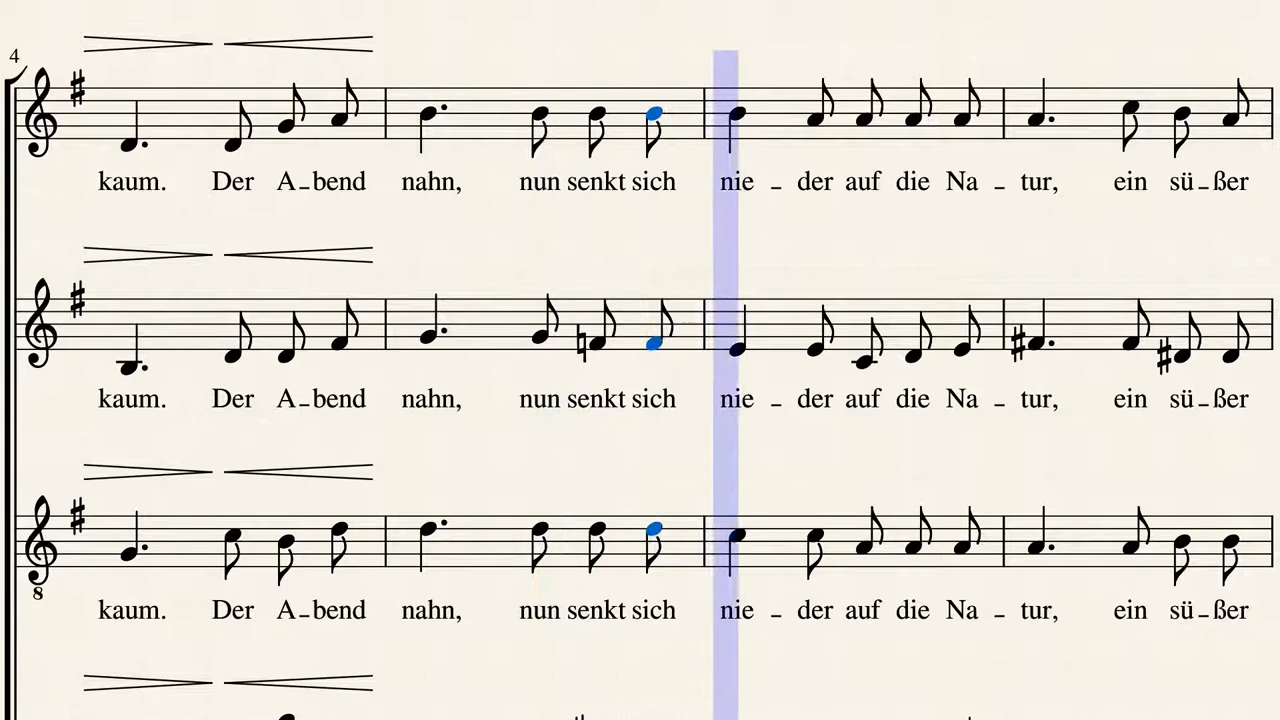 4
kaum. Der A-bend nahn, nun senkt sich nie - der auf die Na - tur, ein sü-ßer
kaum. Der A-bend nahn, nun senkt sich nie - der auf die Na - tur, ein sü-ßer
8
kaum. Der A-bend nahn, nun senkt sich nie - der auf die Na - tur, ein sü-ßer